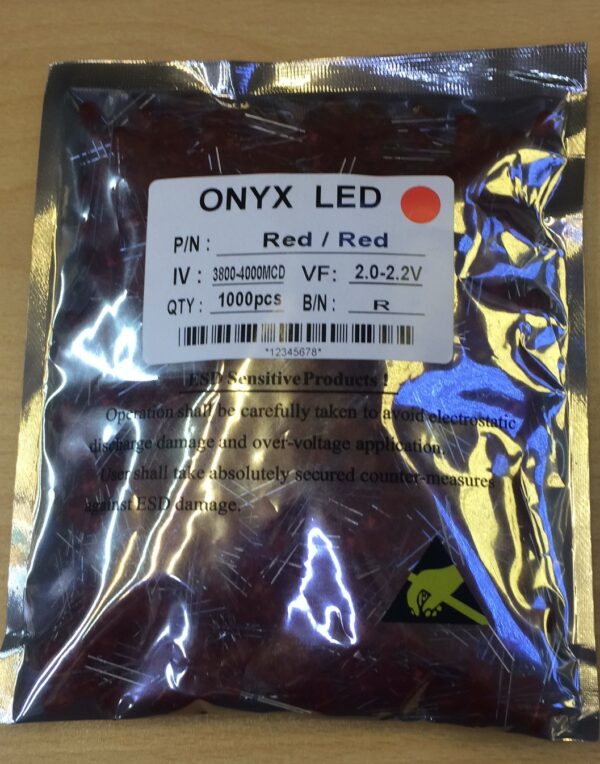 ONYX LED
P/N : Red / Red
IV : 3800-4000MCD VF: 2.0-2.2V
QTY : 1000pcs B/N : R
*12345678*
ESD Sensitive Products !
Operation shall be carefully taken to avoid electrostatic
discharge damage and over-voltage application.
User shall take absolutely secured counter-measures
against ESD damage.